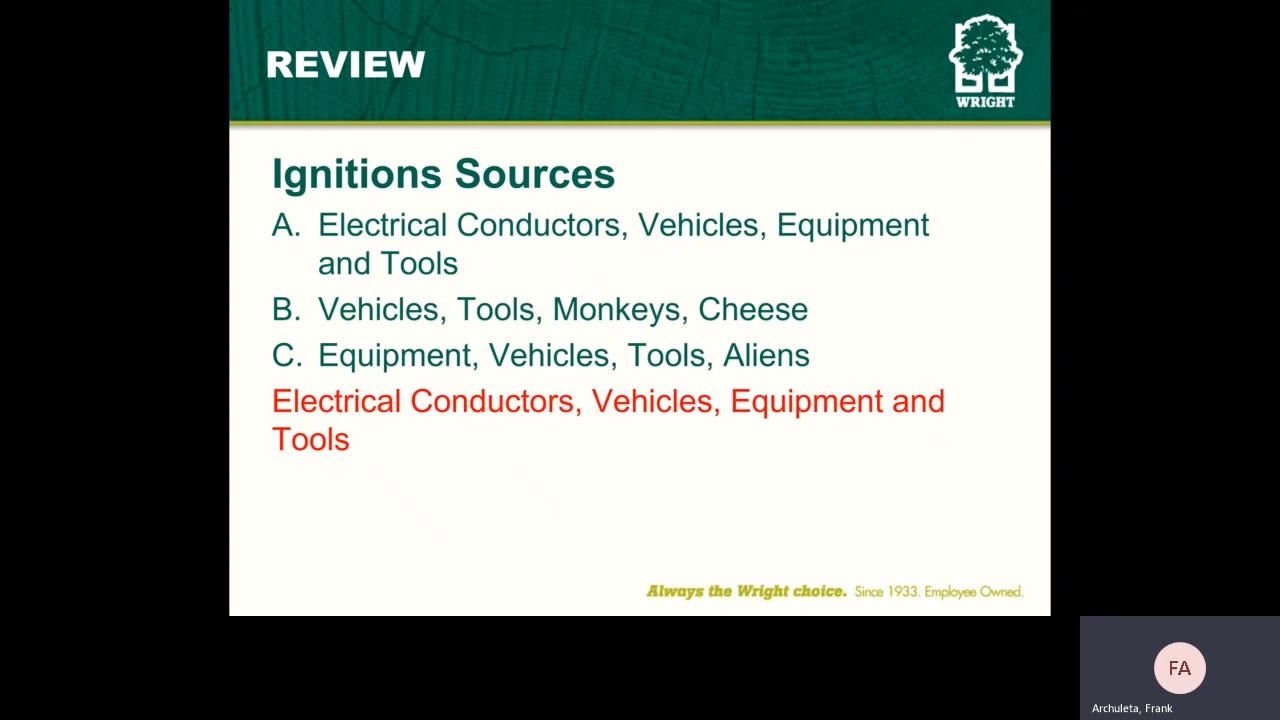 REVIEW
WRIGHT
Ignitions Sources
A. Electrical Conductors, Vehicles, Equipment
and Tools
B. Vehicles, Tools, Monkeys, Cheese
C. Equipment, Vehicles, Tools, Aliens
Electrical Conductors, Vehicles, Equipment and
Tools
Always the Wright choice. Since 1933. Employee Owned.
FA
Archuleta, Frank